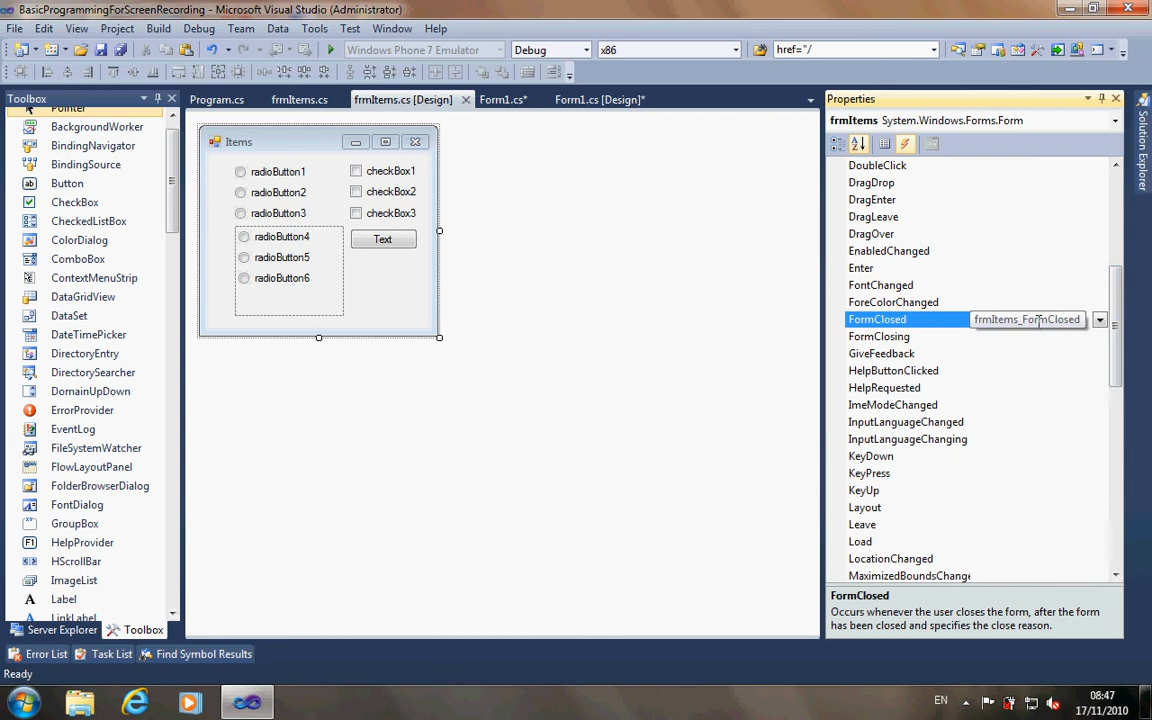 BasicProgrammingForScreenRecording - Microsoft Visual Studio (Administrator)
File Edit View Project Build Debug Team Data Tools Test Window Help
Windows Phone 7 Emulator Debug x86 href="/
Toolbox
Pointer
BackgroundWorker
BindingNavigator
BindingSource
ab Button
CheckBox
CheckedListBox
ColorDialog
ComboBox
ContextMenuStrip
DataGridView
DataSet
DateTimePicker
DirectoryEntry
DirectorySearcher
DomainUpDown
ErrorProvider
EventLog
FileSystemWatcher
FlowLayoutPanel
FolderBrowserDialog
FontDialog
GroupBox
HelpProvider
HScrollBar
ImageList
A Label
LinkLabel
Server Explorer Toolbox
Program.cs frmItems.cs frmItems.cs [Design] Form1.cs* Form1.cs [Design]*
Items
radioButton1 checkBox1
radioButton2 checkBox2
radioButton3 checkBox3
radioButton4 Text
radioButton5
radioButton6
Properties
frmItems System.Windows.Forms.Form
DoubleClick
DragDrop
DragEnter
DragLeave
DragOver
EnabledChanged
Enter
FontChanged
ForeColorChanged
FormClosed frmItems_FormClosed
FormClosing
GiveFeedback
HelpButtonClicked
HelpRequested
ImeModeChanged
InputLanguageChanged
InputLanguageChanging
KeyDown
KeyPress
KeyUp
Layout
Leave
Load
LocationChanged
MaximizedBoundsChange
FormClosed
Occurs whenever the user closes the form, after the form
has been closed and specifies the close reason.
Solution Explorer
Error List Task List Find Symbol Results
Ready
EN 08:47
17/11/2010